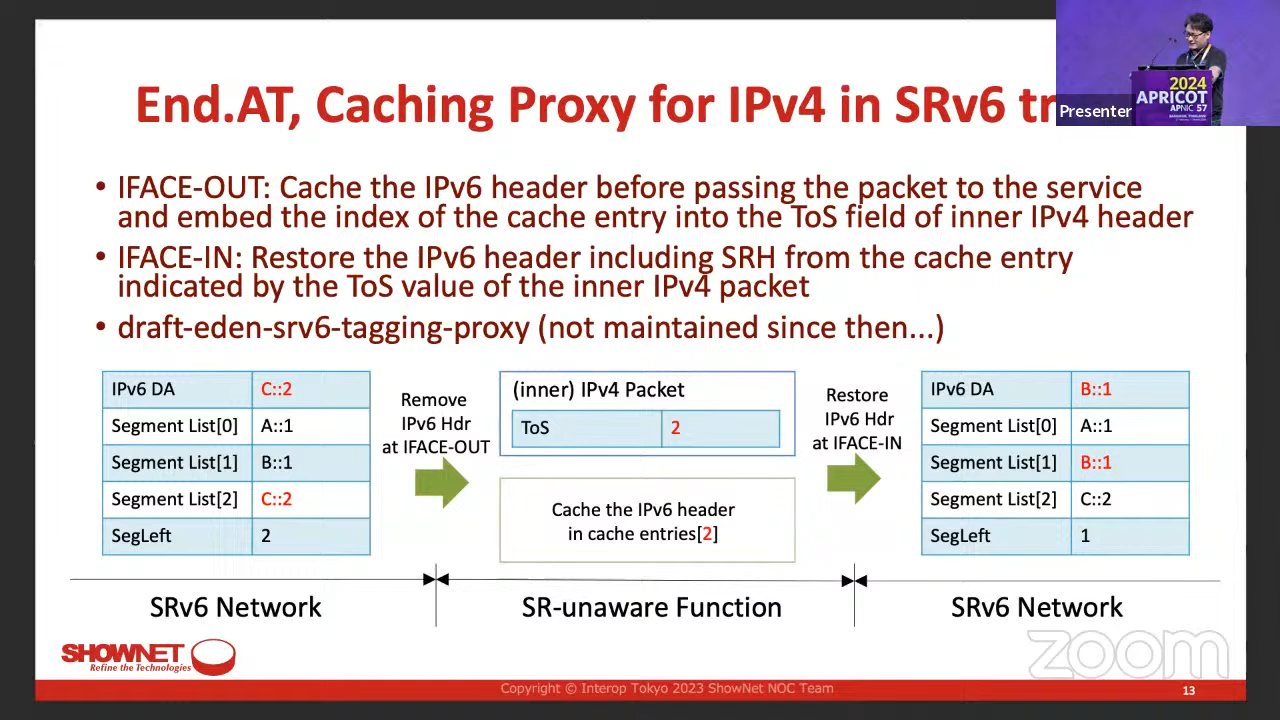 End.AT, Caching Proxy for IPv4 in SRv6 tr
2024
APRICOT
APNIC 57
Presenter
• IFACE-OUT: Cache the IPv6 header before passing the packet to the service
and embed the index of the cache entry into the ToS field of inner IPv4 header
• IFACE-IN: Restore the IPv6 header including SRH from the cache entry
indicated by the ToS value of the inner IPv4 packet
• draft-eden-srv6-tagging-proxy (not maintained since then...)
IPv6 DA C::2
Segment List[0] A::1
Segment List[1] B::1
Segment List[2] C::2
SegLeft 2
Remove
IPv6 Hdr
at IFACE-OUT
(inner) IPv4 Packet
ToS 2
Cache the IPv6 header
in cache entries[2]
Restore
IPv6 Hdr
at IFACE-IN
IPv6 DA B::1
Segment List[0] A::1
Segment List[1] B::1
Segment List[2] C::2
SegLeft 1
SRv6 Network
SR-unaware Function
SRv6 Network
SHOWNET
Refine the Technologies
zoom
Copyright © Interop Tokyo 2023 ShowNet NOC Team
13